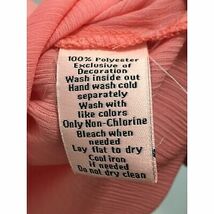 100% Polyester
Exclusive of
Decoration
Wash inside out
Hand wash cold
separately
Wash with
like colors
Only Non-Chlorine
Bleach when
needed
Lay flat to dry
Cool iron
if needed
Do not dry clean